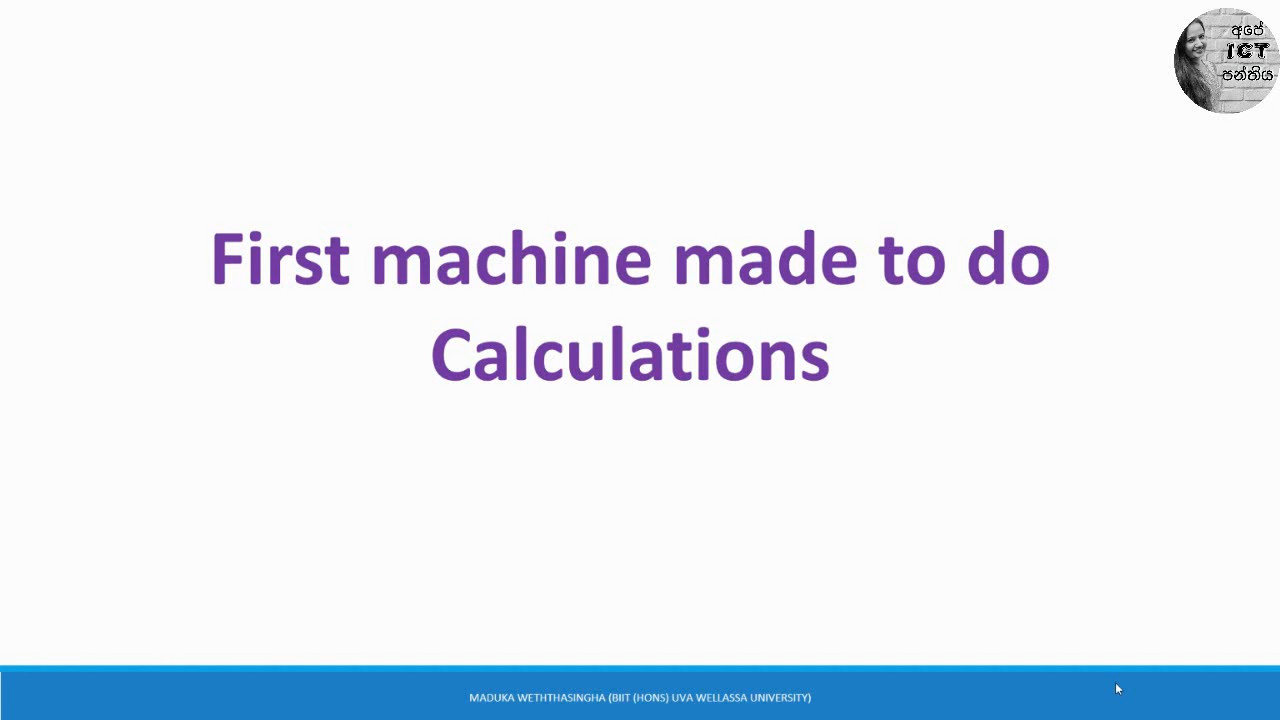 අපේ
ICT
පන්තිය
First machine made to do
Calculations
MADUKA WETHTHASINGHA (BIIT (HONS) UVA WELLASSA UNIVERSITY)